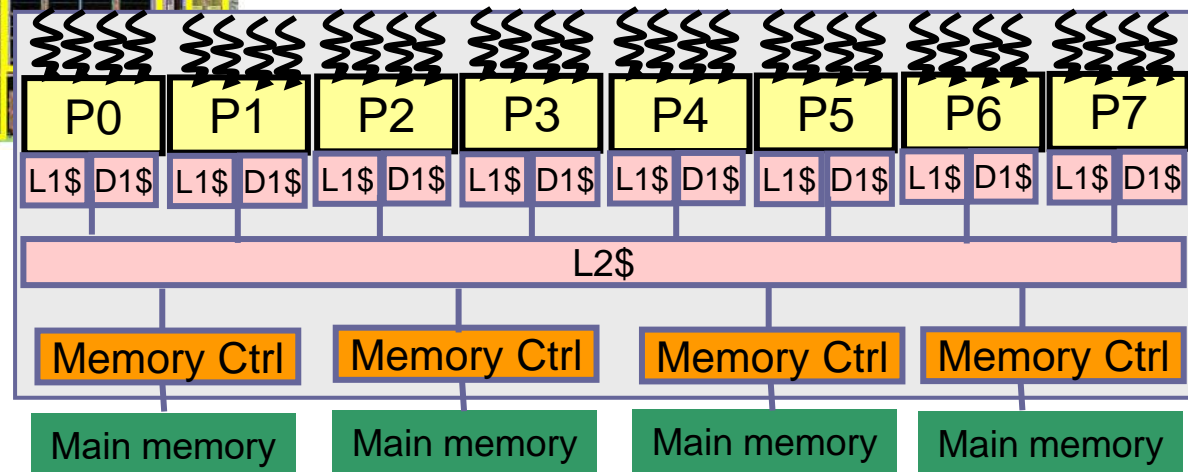 P0 P1 P2 P3 P4 P5 P6 P7
L1$ D1$ L1$ D1$ L1$ D1$ L1$ D1$ L1$ D1$ L1$ D1$ L1$ D1$ L1$ D1$
L2$
Memory Ctrl Memory Ctrl Memory Ctrl Memory Ctrl
Main memory Main memory Main memory Main memory